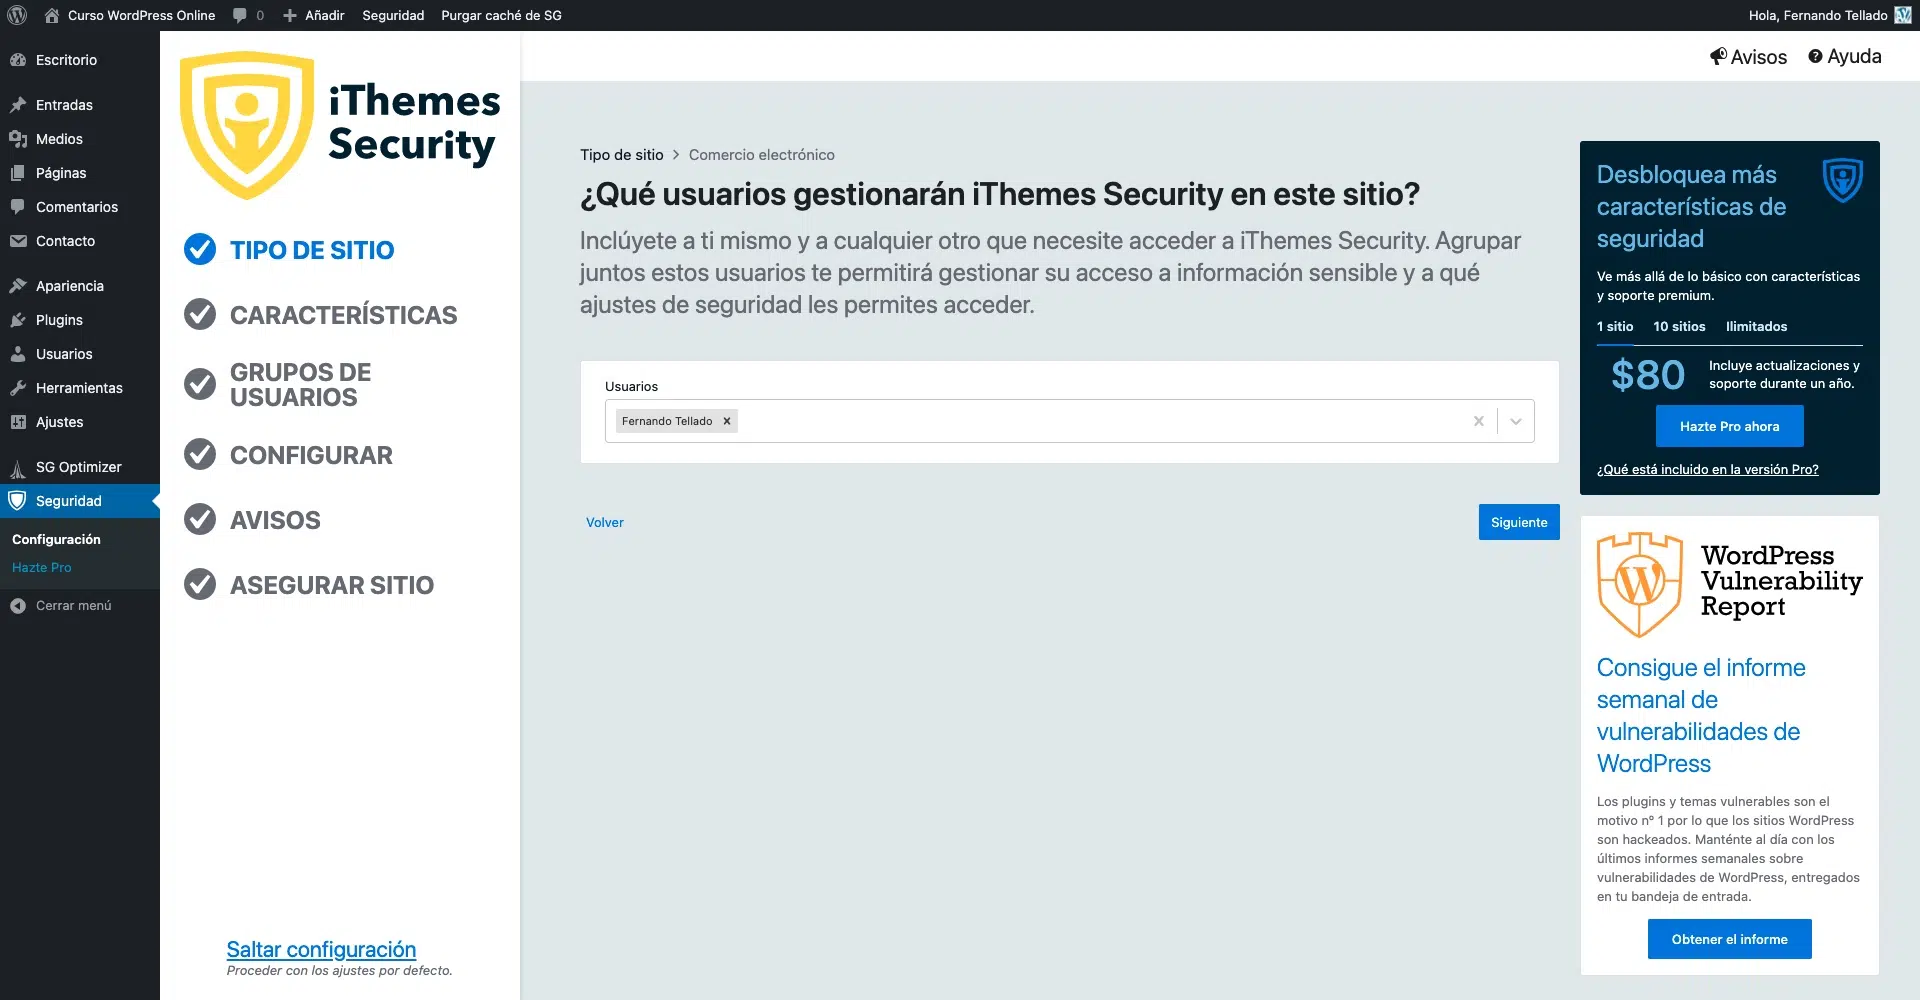 Curso WordPress Online
0
Añadir
Seguridad
Purgar caché de SG
Hola, Fernando Tellado
Escritorio
Entradas
Medios
Páginas
Comentarios
Contacto
Apariencia
Plugins
Usuarios
Herramientas
Ajustes
SG Optimizer
Seguridad
Configuración
Hazte Pro
Cerrar menú
iThemes
Security
TIPO DE SITIO
CARACTERÍSTICAS
GRUPOS DE
USUARIOS
CONFIGURAR
AVISOS
ASEGURAR SITIO
Saltar configuración
Proceder con los ajustes por defecto.
Avisos
Ayuda
Tipo de sitio > Comercio electrónico
¿Qué usuarios gestionarán iThemes Security en este sitio?
Inclúyete a ti mismo y a cualquier otro que necesite acceder a iThemes Security. Agrupar
juntos estos usuarios te permitirá gestionar su acceso a información sensible y a qué
ajustes de seguridad les permites acceder.
Usuarios
Fernando Tellado
Volver
Siguiente
Desbloquea más
características de
seguridad
Ve más allá de lo básico con características
y soporte premium.
1 sitio
10 sitios
Ilimitados
$80
Incluye actualizaciones y
soporte durante un año.
Hazte Pro ahora
¿Qué está incluido en la versión Pro?
WordPress
Vulnerability
Report
Consigue el informe
semanal de
vulnerabilidades de
WordPress
Los plugins y temas vulnerables son el
motivo nº 1 por lo que los sitios WordPress
son hackeados. Manténte al día con los
últimos informes semanales sobre
vulnerabilidades de WordPress, entregados
en tu bandeja de entrada.
Obtener el informe